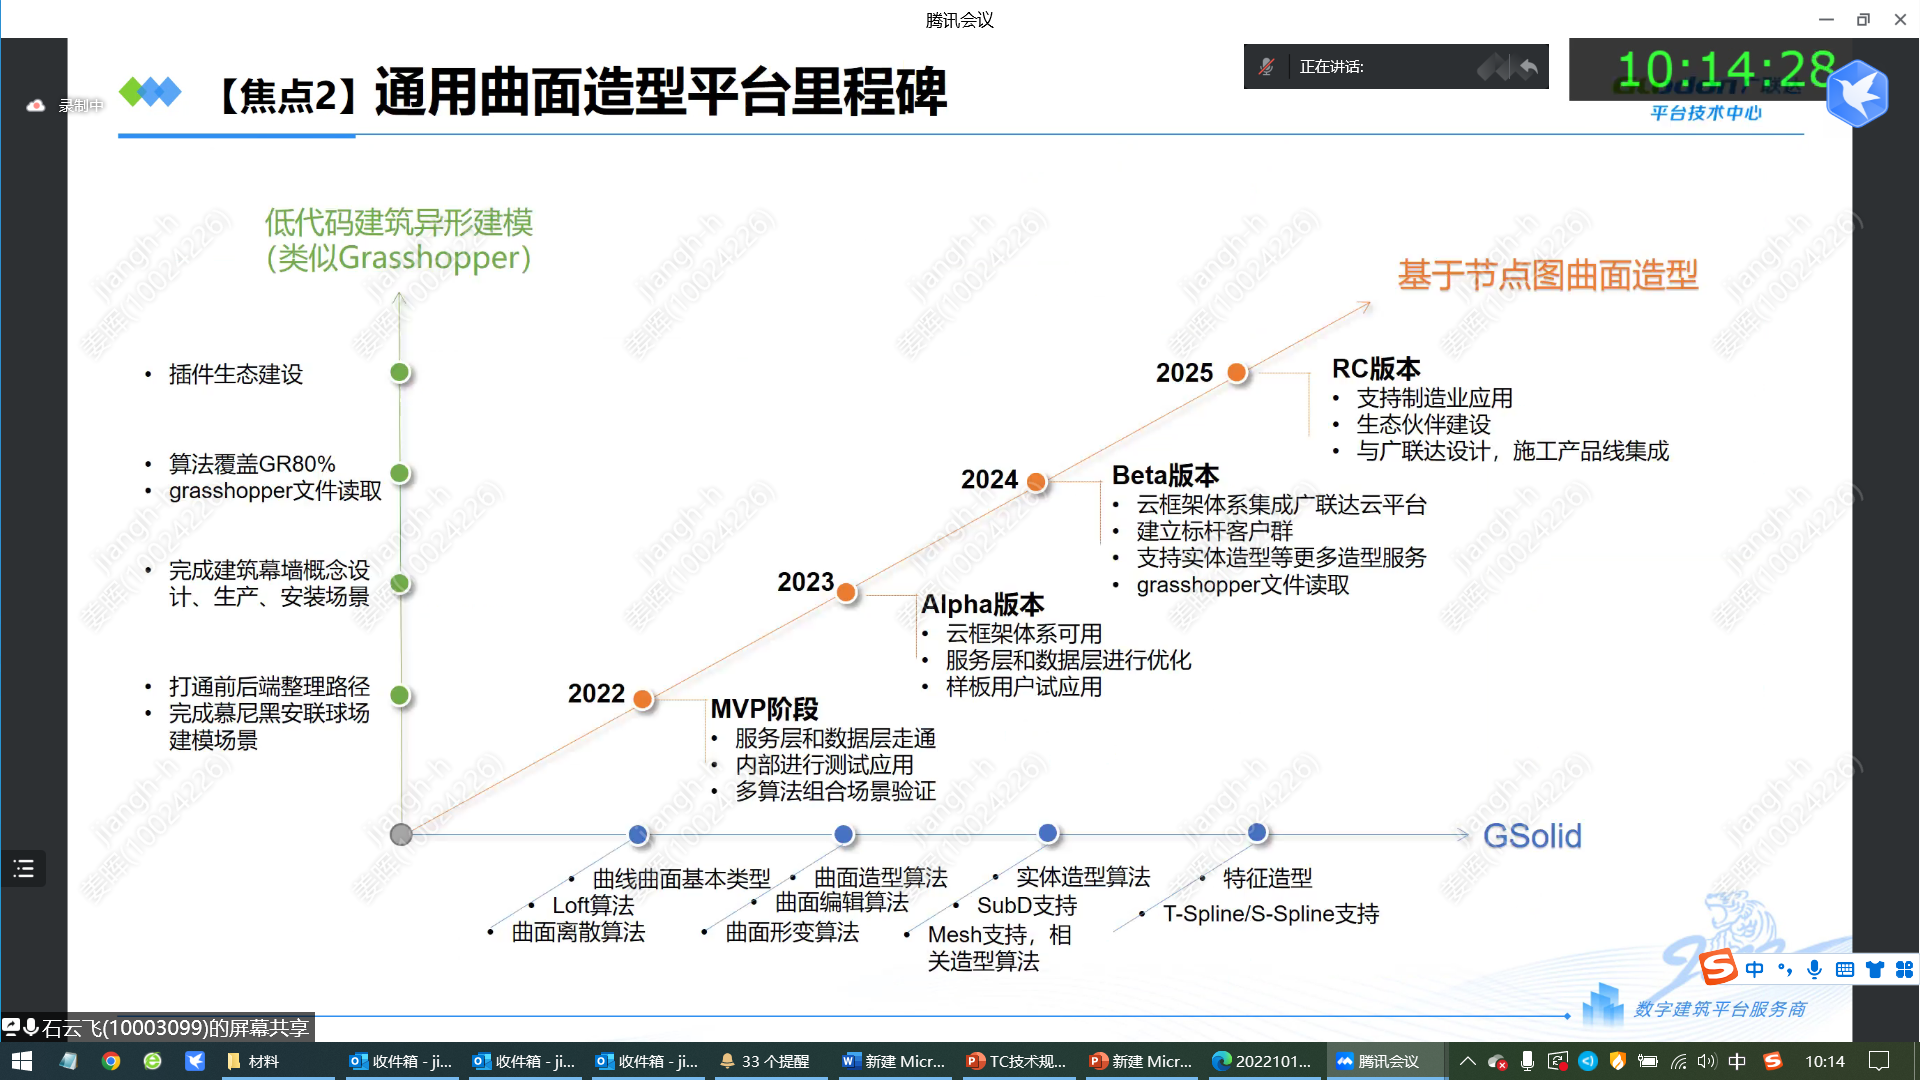 腾讯会议
录制中
【焦点2】通用曲面造型平台里程碑
正在讲话:
10:14:28
平台技术中心
低代码建筑异形建模
(类似Grasshopper)
• 插件生态建设
• 算法覆盖GR80%
• grasshopper文件读取
• 完成建筑幕墙概念设
计、生产、安装场景
• 打通前后端整理路径
• 完成慕尼黑安联球场
建模场景
基于节点图曲面造型
2025
RC版本
• 支持制造业应用
• 生态伙伴建设
• 与广联达设计，施工产品线集成
2024
Beta版本
• 云框架体系集成广联达云平台
• 建立标杆客户群
• 支持实体造型等更多造型服务
• grasshopper文件读取
2023
Alpha版本
• 云框架体系可用
• 服务层和数据层进行优化
• 样板用户试应用
2022
MVP阶段
• 服务层和数据层走通
• 内部进行测试应用
• 多算法组合场景验证
GSolid
• 曲线曲面基本类型
• Loft算法
• 曲面离散算法
• 曲面造型算法
• 曲面编辑算法
• 曲面形变算法
• 实体造型算法
• SubD支持
• Mesh支持，相
关造型算法
• 特征造型
• T-Spline/S-Spline支持
jiangh-h
(10024226)
中
数字建筑平台服务商
石云飞(10003099)的屏幕共享
材料
收件箱 - ji...
收件箱 - ji...
收件箱 - ji...
33 个提醒
新建 Micr...
TC技术规...
新建 Micr...
2022101...
腾讯会议
中
10:14